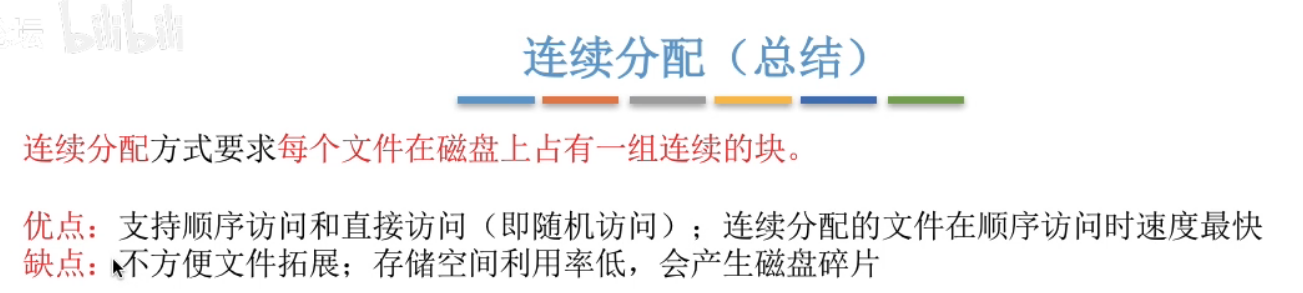 论坛 bilibili
连续分配（总结）
连续分配方式要求每个文件在磁盘上占有一组连续的块。
优点：支持顺序访问和直接访问（即随机访问）；连续分配的文件在顺序访问时速度最快
缺点：不方便文件拓展；存储空间利用率低，会产生磁盘碎片